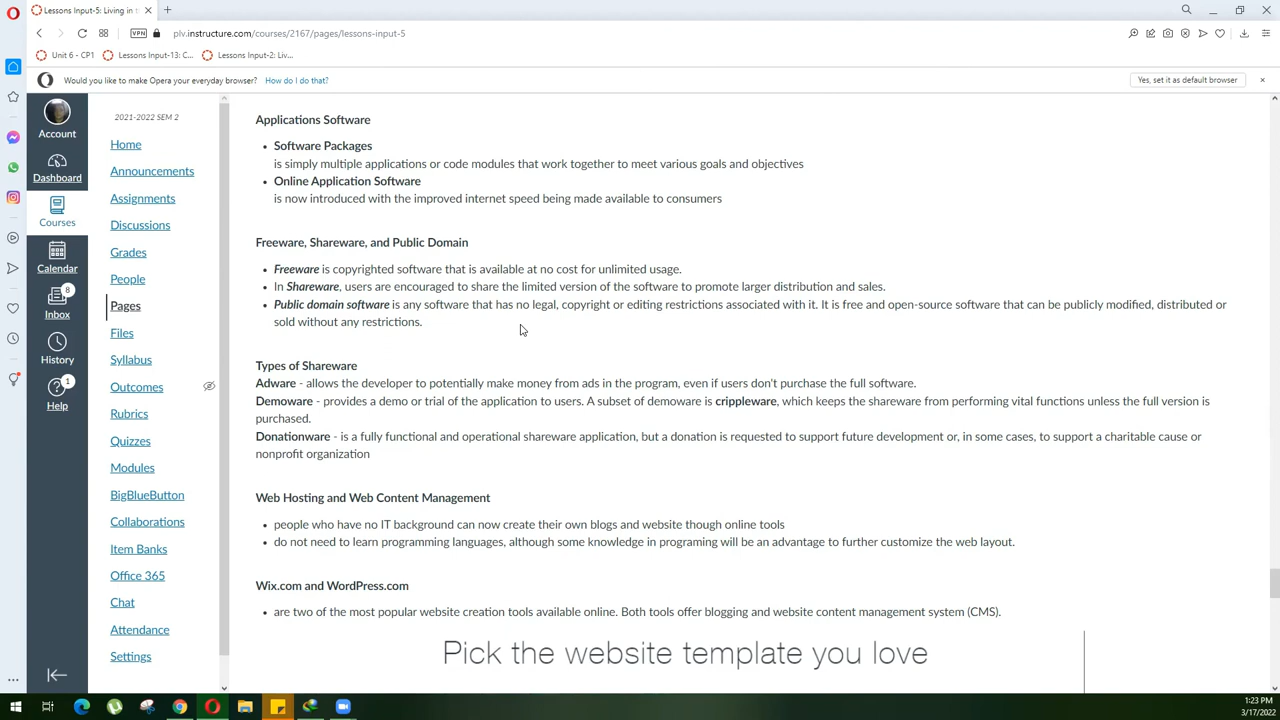 Lessons Input-5: Living in t
plv.instructure.com/courses/2167/pages/lessons-input-5
VPN
Unit 6 - CP1
Lessons Input-13: C...
Lessons Input-2: Liv...
Would you like to make Opera your everyday browser?
How do I do that?
Yes, set it as default browser
Account
Dashboard
Courses
Calendar
8
Inbox
History
1
Help
2021-2022 SEM 2
Home
Announcements
Assignments
Discussions
Grades
People
Pages
Files
Syllabus
Outcomes
Rubrics
Quizzes
Modules
BigBlueButton
Collaborations
Item Banks
Office 365
Chat
Attendance
Settings
Applications Software
• Software Packages
is simply multiple applications or code modules that work together to meet various goals and objectives
• Online Application Software
is now introduced with the improved internet speed being made available to consumers
Freeware, Shareware, and Public Domain
• Freeware is copyrighted software that is available at no cost for unlimited usage.
• In Shareware, users are encouraged to share the limited version of the software to promote larger distribution and sales.
• Public domain software is any software that has no legal, copyright or editing restrictions associated with it. It is free and open-source software that can be publicly modified, distributed or
sold without any restrictions.
Types of Shareware
Adware - allows the developer to potentially make money from ads in the program, even if users don't purchase the full software.
Demoware - provides a demo or trial of the application to users. A subset of demoware is crippleware, which keeps the shareware from performing vital functions unless the full version is
purchased.
Donationware - is a fully functional and operational shareware application, but a donation is requested to support future development or, in some cases, to support a charitable cause or
nonprofit organization
Web Hosting and Web Content Management
• people who have no IT background can now create their own blogs and website though online tools
• do not need to learn programming languages, although some knowledge in programing will be an advantage to further customize the web layout.
Wix.com and WordPress.com
• are two of the most popular website creation tools available online. Both tools offer blogging and website content management system (CMS).
Pick the website template you love
1:23 PM
3/17/2022